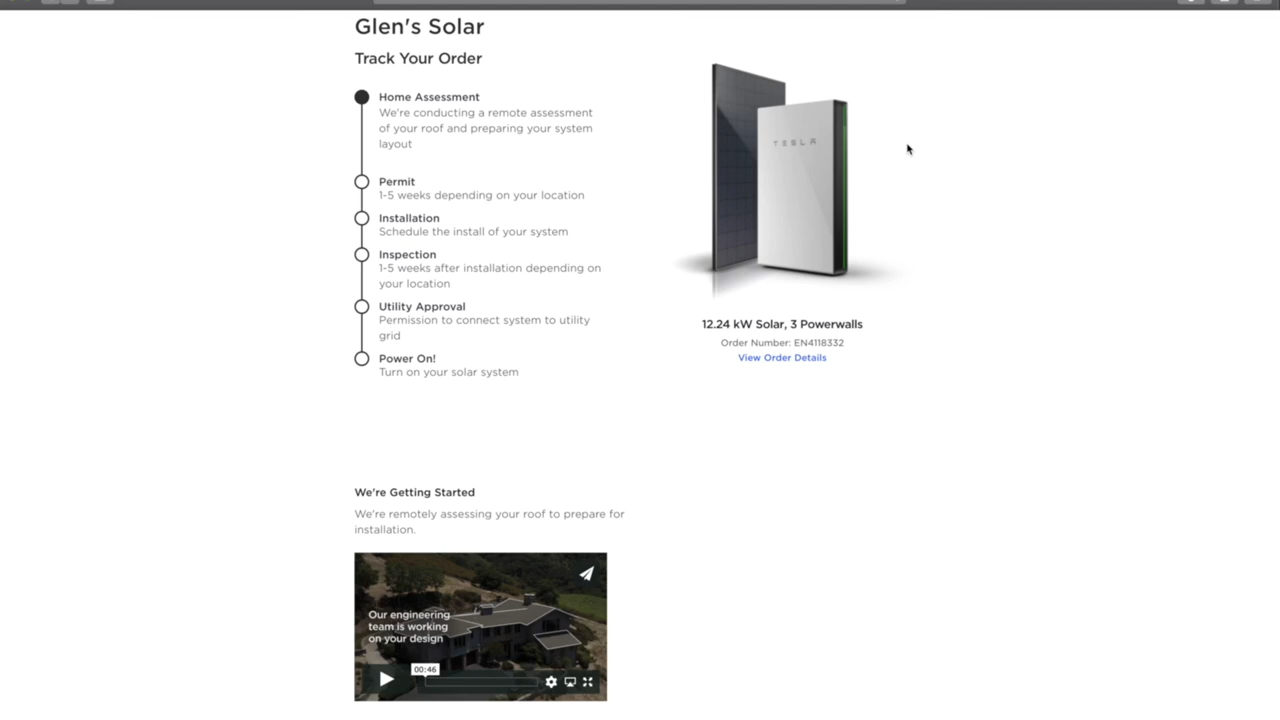 Glen's Solar
Track Your Order
Home Assessment
We're conducting a remote assessment
of your roof and preparing your system
layout
Permit
1-5 weeks depending on your location
Installation
Schedule the install of your system
Inspection
1-5 weeks after installation depending on
your location
Utility Approval
Permission to connect system to utility
grid
Power On!
Turn on your solar system
TESLA
12.24 kW Solar, 3 Powerwalls
Order Number: EN4118332
View Order Details
We're Getting Started
We're remotely assessing your roof to prepare for
installation.
Our engineering
team is working
on your design
00:46